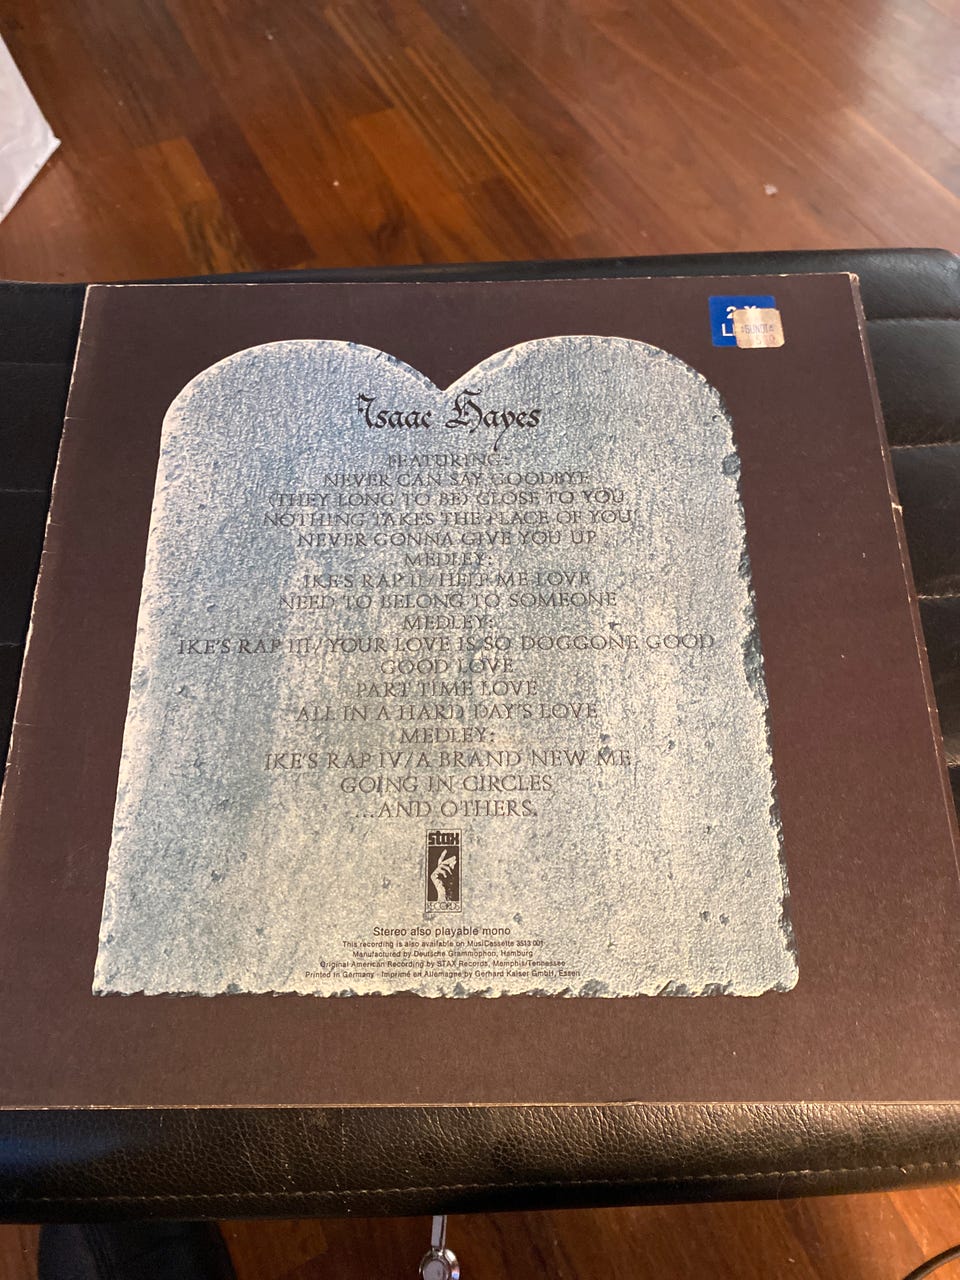 2
L
SUNDTA
Isaac Hayes
FEATURING:
NEVER CAN SAY GOODBYE
(THEY LONG TO BE) CLOSE TO YOU
NOTHING TAKES THE PLACE OF YOU
NEVER GONNA GIVE YOU UP
MEDLEY:
IKE'S RAP II/HELP ME LOVE
NEED TO BELONG TO SOMEONE
MEDLEY:
IKE'S RAP III/YOUR LOVE IS SO DOGGONE GOOD
GOOD LOVE
PART TIME LOVE
ALL IN A HARD DAY'S LOVE
MEDLEY:
IKE'S RAP IV/A BRAND NEW ME
GOING IN CIRCLES
...AND OTHERS.
stax
RECORDS
Stereo also playable mono
This recording is also available on MusiCassette 3513 001
Manufactured by Deutsche Grammophon, Hamburg
Original American Recording by STAX Records, Memphis/Tennessee
Printed in Germany · Imprimé en Allemagne by Gerhard Kaiser GmbH, Essen